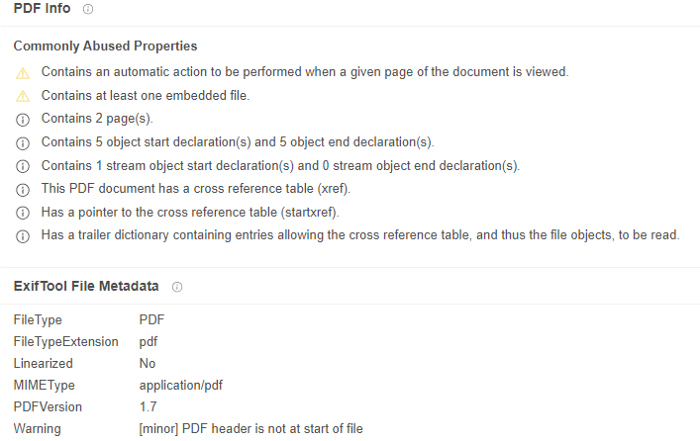 PDF Info
Commonly Abused Properties
Contains an automatic action to be performed when a given page of the document is viewed.
Contains at least one embedded file.
Contains 2 page(s).
Contains 5 object start declaration(s) and 5 object end declaration(s).
Contains 1 stream object start declaration(s) and 0 stream object end declaration(s).
This PDF document has a cross reference table (xref).
Has a pointer to the cross reference table (startxref).
Has a trailer dictionary containing entries allowing the cross reference table, and thus the file objects, to be read.
ExifTool File Metadata
FileType PDF
FileTypeExtension pdf
Linearized No
MIMEType application/pdf
PDFVersion 1.7
Warning [minor] PDF header is not at start of file